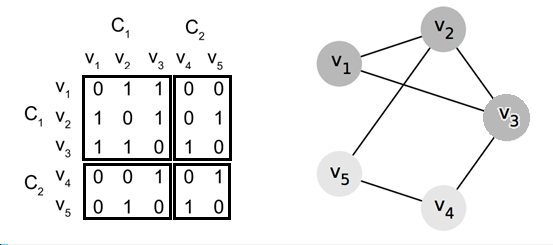 C1 C2
v1 v2 v3 v4 v5
v1 0 1 1 0 0
C1 v2 1 0 1 0 1
v3 1 1 0 1 0
C2 v4 0 0 1 0 1
v5 0 1 0 1 0
v2
v1
v3
v5
v4